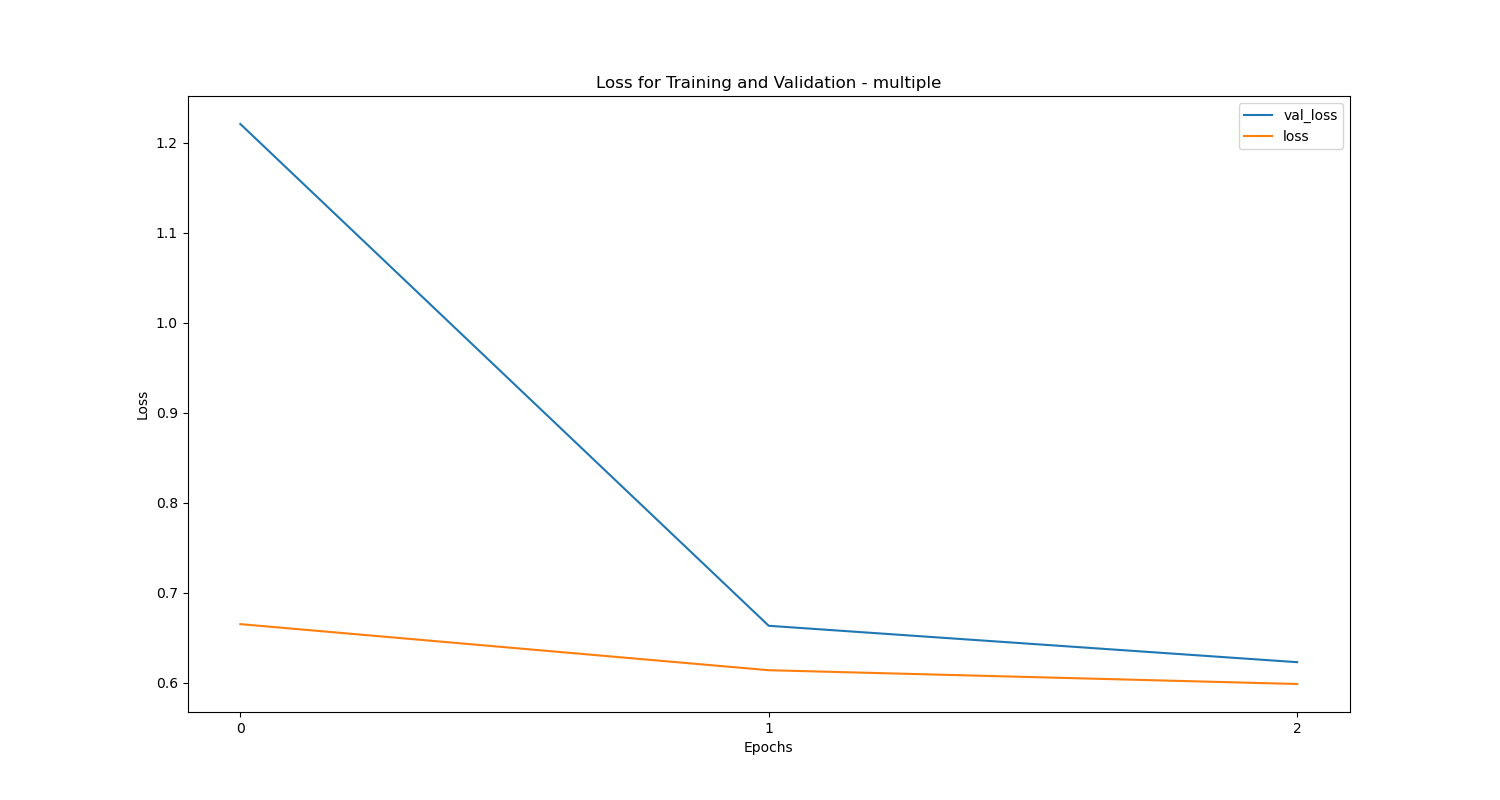 Loss for Training and Validation - multiple
val_loss
loss
1.2
1.1
1.0
0.9
0.8
0.7
0.6
Loss
0
1
2
Epochs